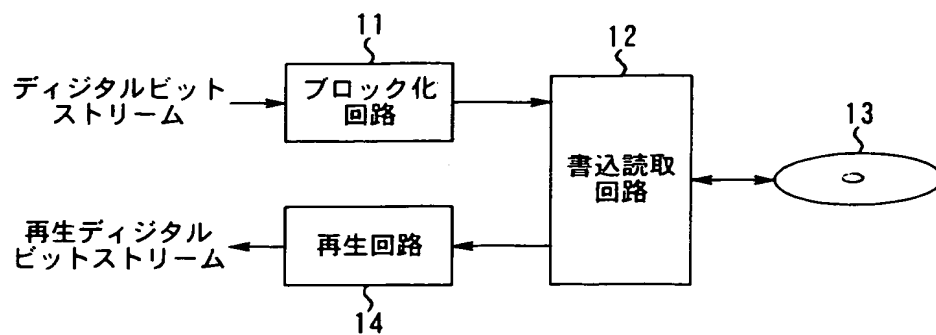 11
12
ディジタルビット
ストリーム
ブロック化
回路
13
書込読取
回路
再生ディジタル
ビットストリーム
再生回路
14